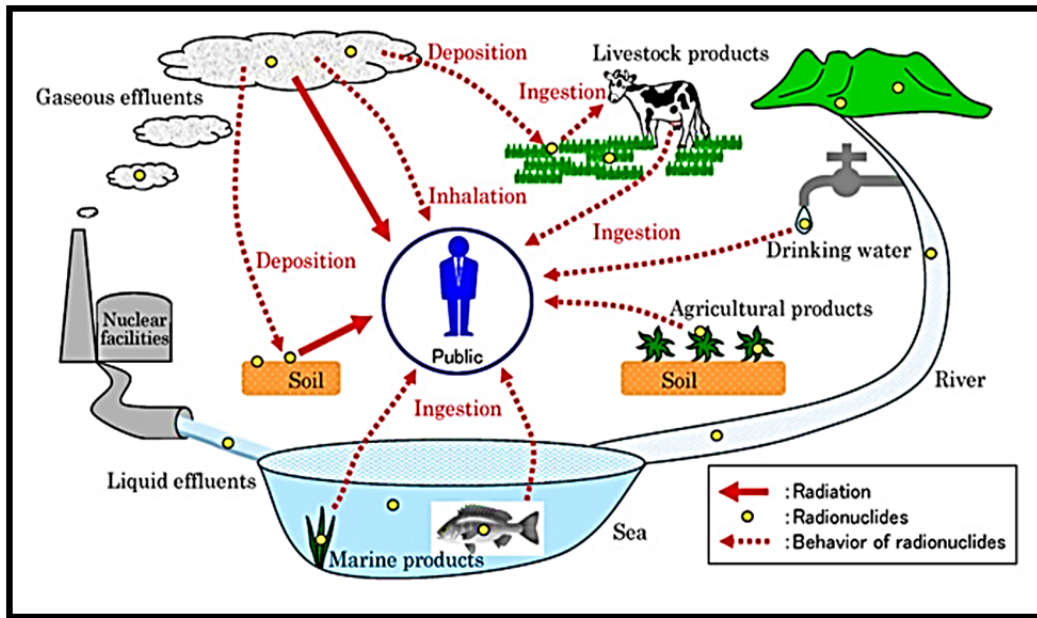 Deposition
Livestock products
Gaseous effluents
Ingestion
Inhalation
Ingestion
Drinking water
Deposition
Nuclear
facilities
Agricultural products
Public
Soil
Soil
River
Ingestion
Liquid effluents
Sea
Marine products
:Radiation
:Radionuclides
:Behavior of radionuclides